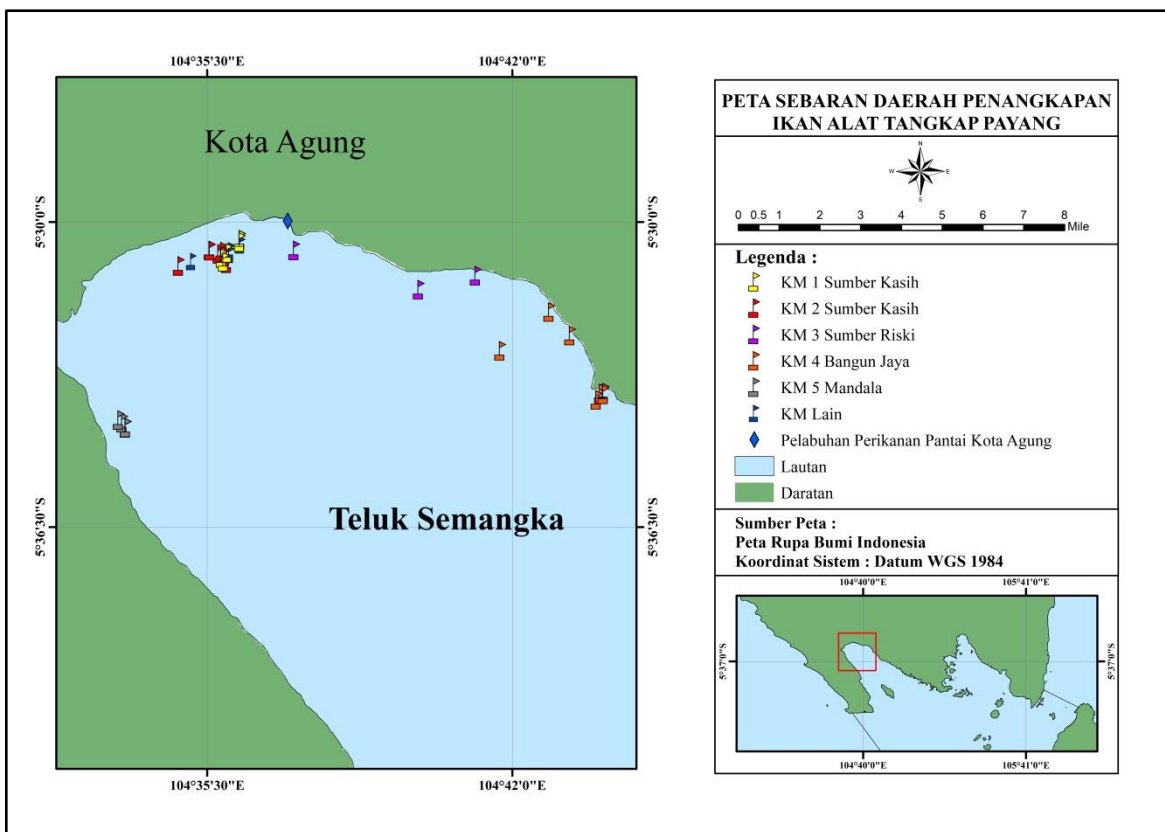 104°35'30"E
104°42'0"E
Kota Agung
5°30'0"S
5°30'0"S
Teluk Semangka
5°36'30"S
5°36'30"S
104°35'30"E
104°42'0"E
PETA SEBARAN DAERAH PENANGKAPAN
IKAN ALAT TANGKAP PAYANG
N
W
E
S
0 0.5 1 2 3 4 5 6 7 8
Mile
Legenda :
KM 1 Sumber Kasih
KM 2 Sumber Kasih
KM 3 Sumber Riski
KM 4 Bangun Jaya
KM 5 Mandala
KM Lain
Pelabuhan Perikanan Pantai Kota Agung
Lautan
Daratan
Sumber Peta :
Peta Rupa Bumi Indonesia
Koordinat Sistem : Datum WGS 1984
104°40'0"E
105°41'0"E
5°37'0"S
5°37'0"S
104°40'0"E
105°41'0"E